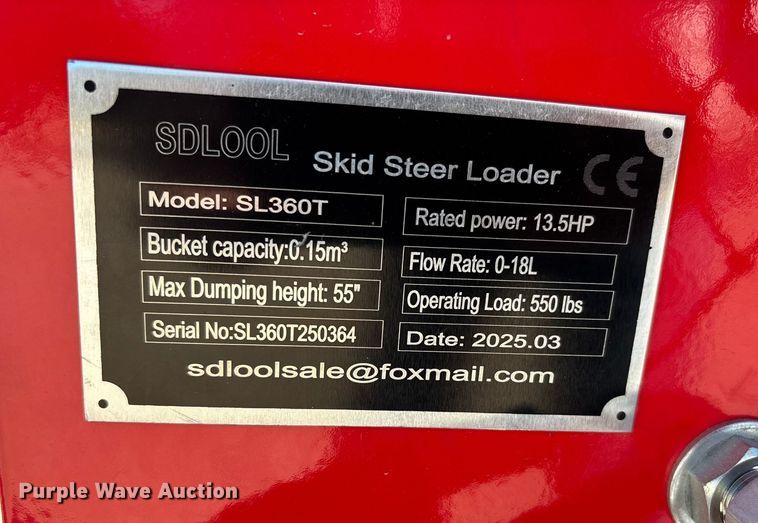 SDLOOL Skid Steer Loader CE
Model: SL360T
Rated power: 13.5HP
Bucket capacity:0.15m³
Flow Rate: 0-18L
Max Dumping height: 55"
Operating Load: 550 lbs
Serial No:SL360T250364
Date: 2025.03
sdloolsale@foxmail.com
Purple Wave Auction